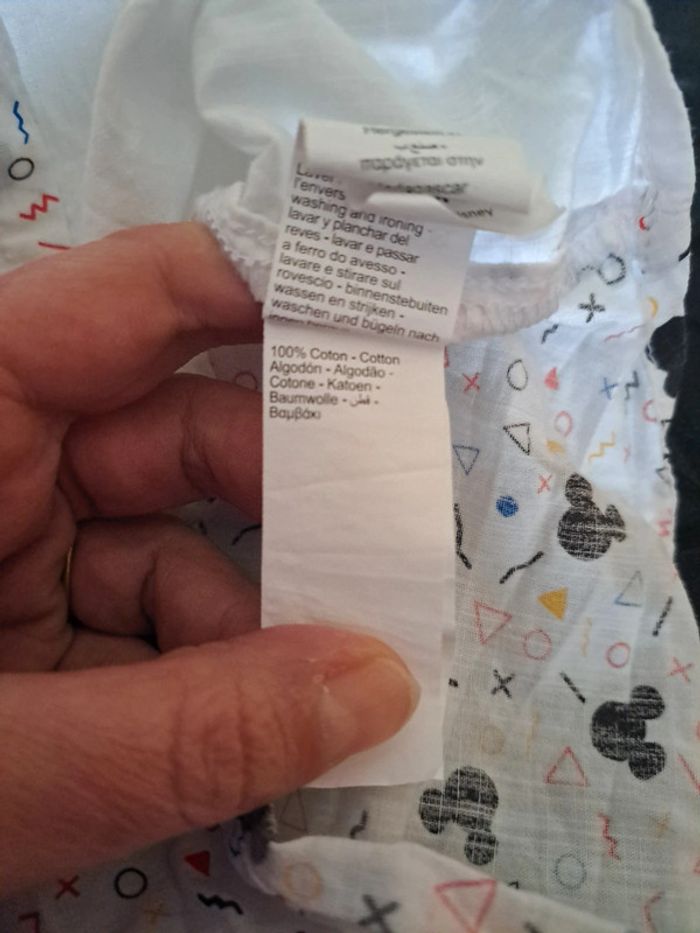 παράγεται στην
l'envers
washing and ironing -
lavar y planchar del
reves - lavar e passar
a ferro do avesso -
lavare e stirare sul
rovescio - binnenstebuiten
wassen en strijken -
waschen und bügeln nach
100% Coton - Cotton
Algodón - Algodão -
Cotone - Katoen -
Baumwolle - قطن -
Βαμβάκι